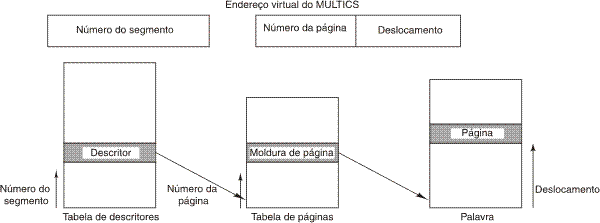 Endereço virtual do MULTICS
Número do segmento
Número da página
Deslocamento
Descritor
Moldura de página
Página
Número do
segmento
Número da
página
Deslocamento
Tabela de descritores
Tabela de páginas
Palavra